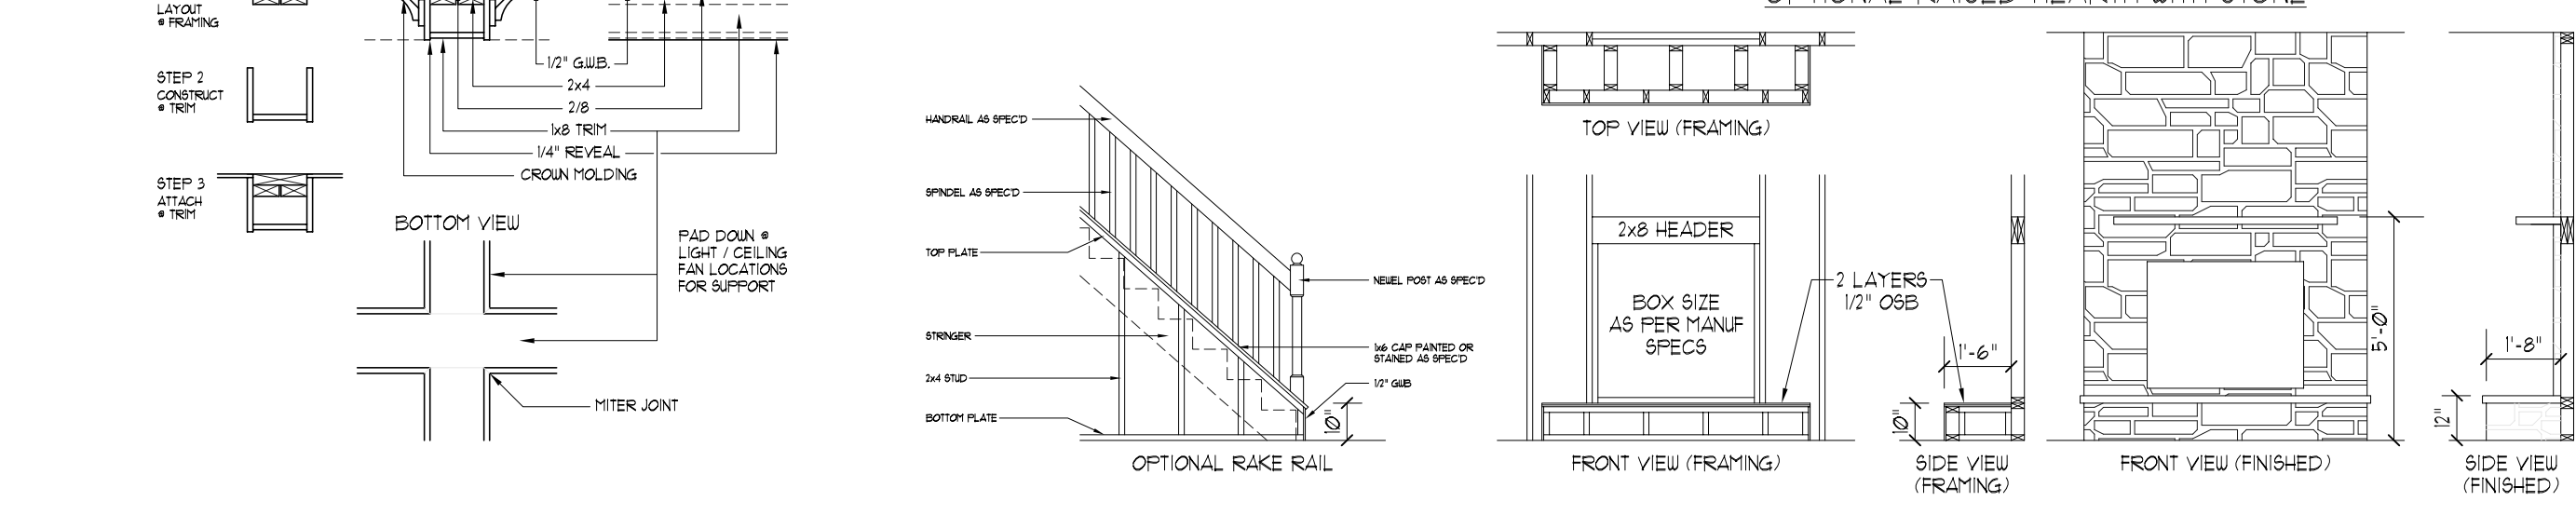 LAYOUT
@ FRAMING
STEP 2
CONSTRUCT
@ TRIM
STEP 3
ATTACH
@ TRIM
1/2" G.W.B.
2x4
2/8
1x8 TRIM
1/4" REVEAL
CROWN MOLDING
BOTTOM VIEW
PAD DOWN @
LIGHT / CEILING
FAN LOCATIONS
FOR SUPPORT
MITER JOINT
HANDRAIL AS SPEC'D
SPINDEL AS SPEC'D
TOP PLATE
STRINGER
2x4 STUD
BOTTOM PLATE
NEWEL POST AS SPEC'D
1x6 CAP PAINTED OR
STAINED AS SPEC'D
1/2" GWB
10"
OPTIONAL RAKE RAIL
OPTIONAL RAISED HEARTH WITH STONE
TOP VIEW (FRAMING)
2x8 HEADER
BOX SIZE
AS PER MANUF
SPECS
2 LAYERS
1/2" OSB
FRONT VIEW (FRAMING)
1'-6"
10"
SIDE VIEW
(FRAMING)
5'-0"
FRONT VIEW (FINISHED)
1'-8"
12"
SIDE VIEW
(FINISHED)